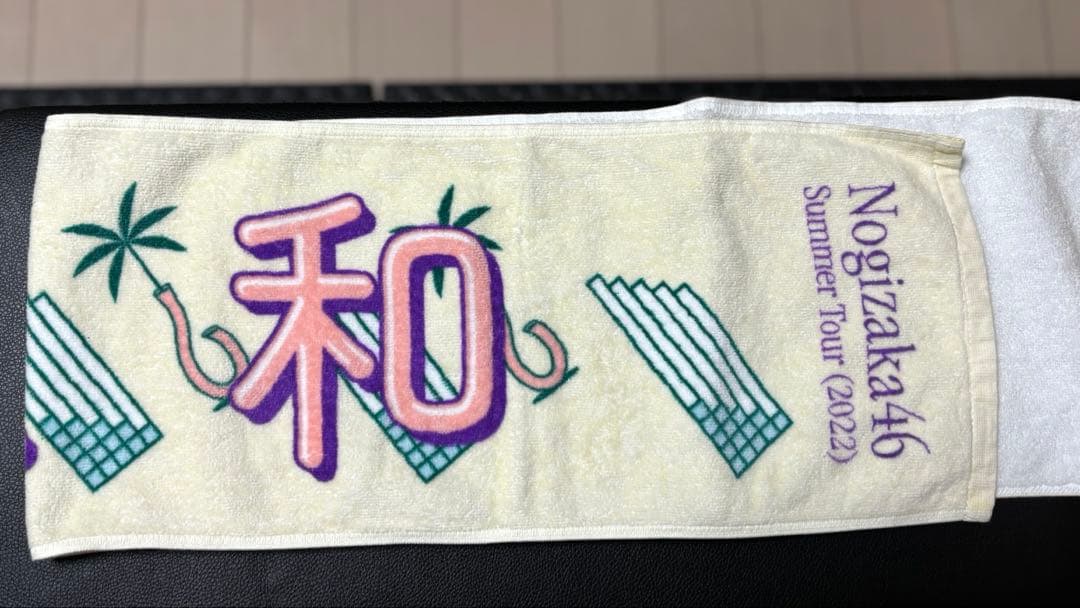 和
Nogizaka46
Summer Tour (2022)